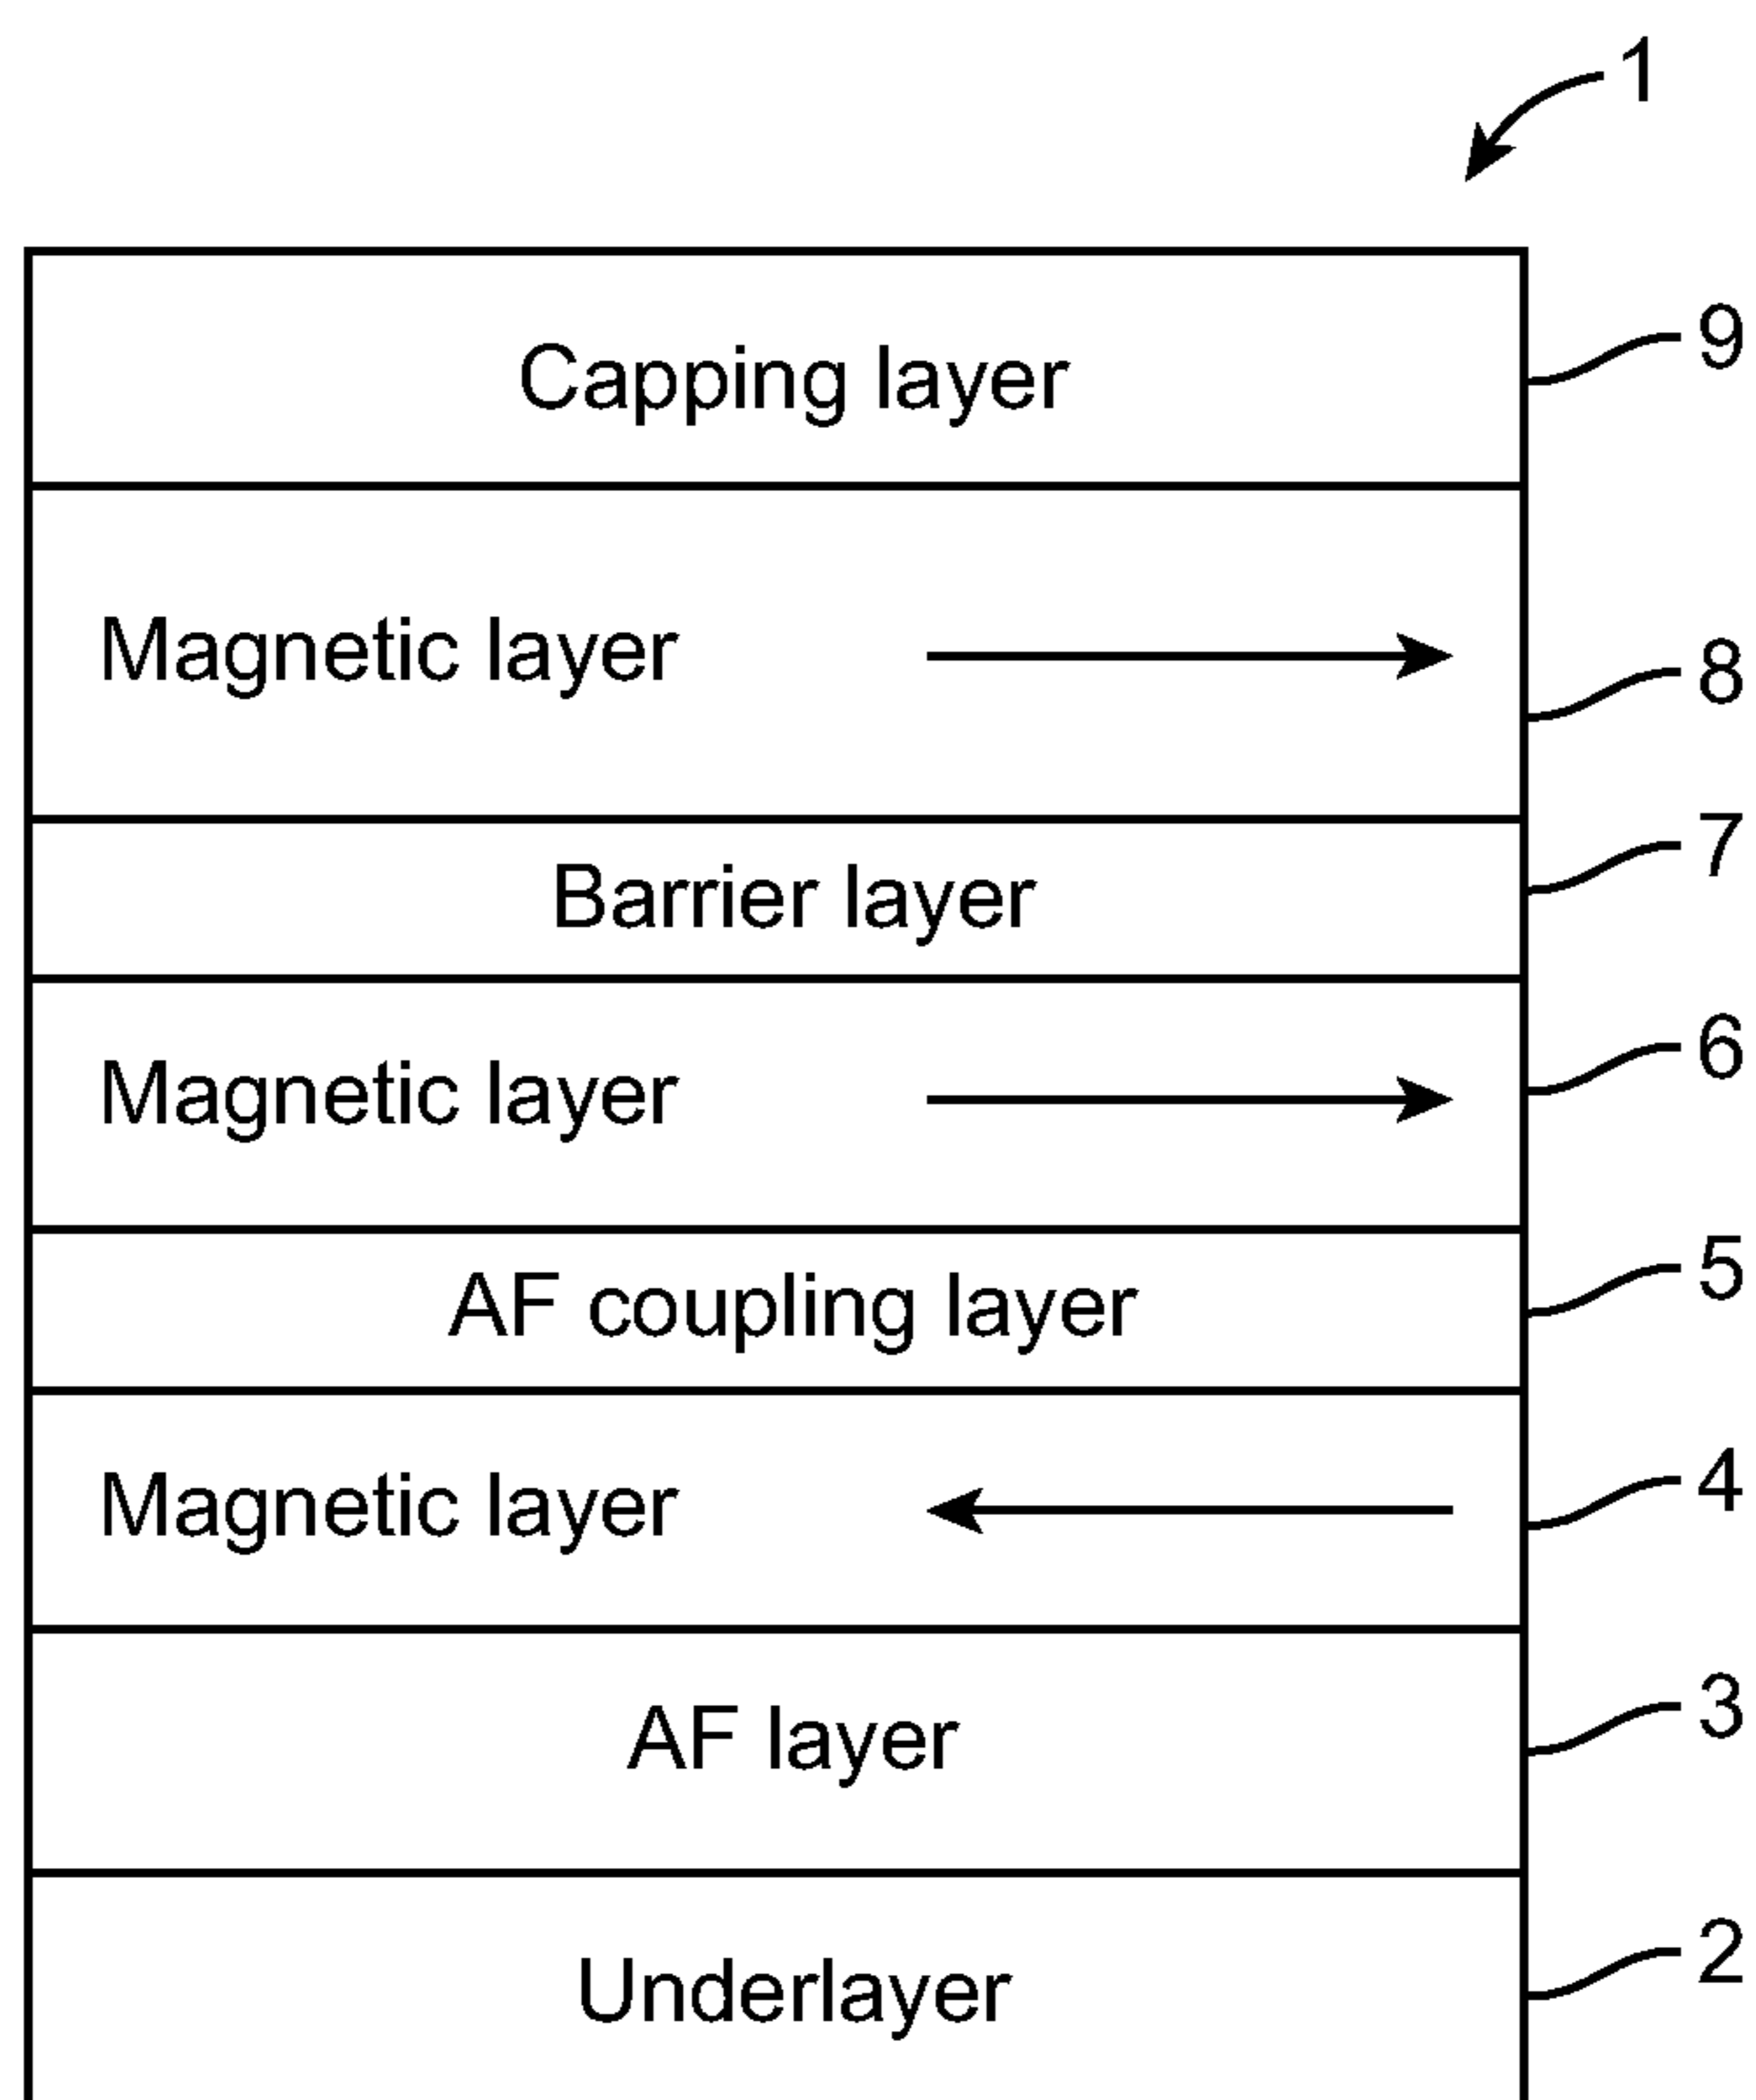 1
Capping layer 9
Magnetic layer 8
Barrier layer 7
Magnetic layer 6
AF coupling layer 5
Magnetic layer 4
AF layer 3
Underlayer 2